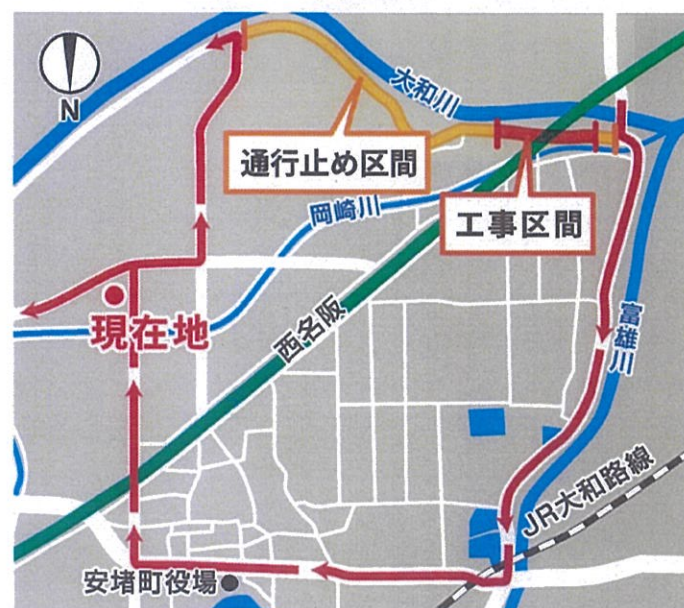 N
大和川
通行止め区間
岡崎川
工事区間
現在地
西名阪
富雄川
JR大和路線
安堵町役場